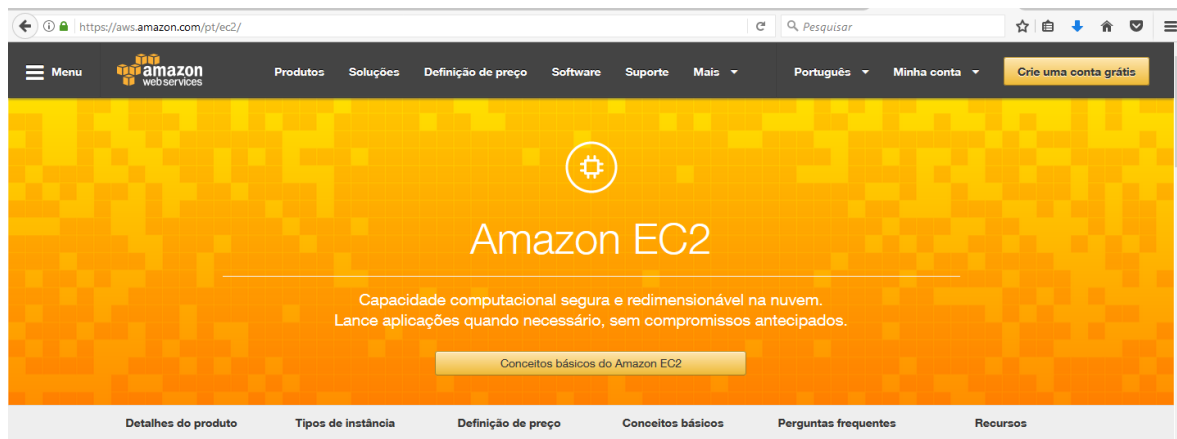 https://aws.amazon.com/pt/ec2/ Pesquisar
Menu amazon webservices Produtos Soluções Definição de preço Software Suporte Mais Português Minha conta Crie uma conta grátis
Amazon EC2
Capacidade computacional segura e redimensionável na nuvem.
Lance aplicações quando necessário, sem compromissos antecipados.
Conceitos básicos do Amazon EC2
Detalhes do produto Tipos de instância Definição de preço Conceitos básicos Perguntas frequentes Recursos